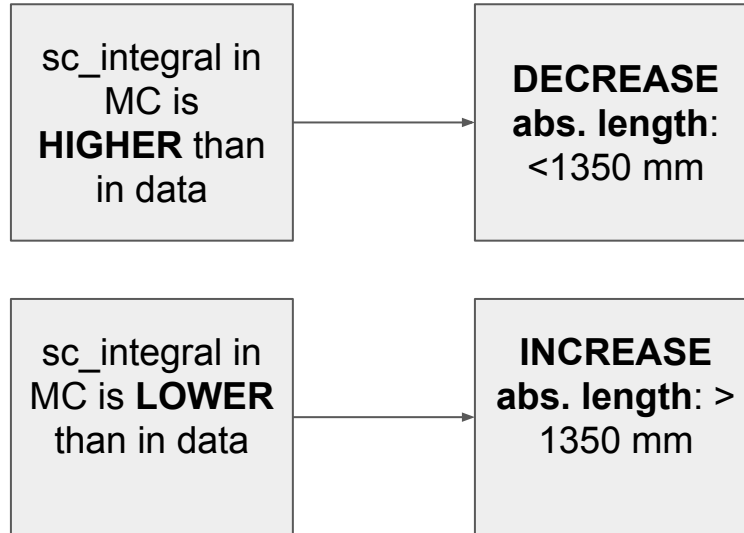 sc_integral in
MC is
HIGHER than
in data
DECREASE
abs. length:
<1350 mm
sc_integral in
MC is LOWER
than in data
INCREASE
abs. length: >
1350 mm